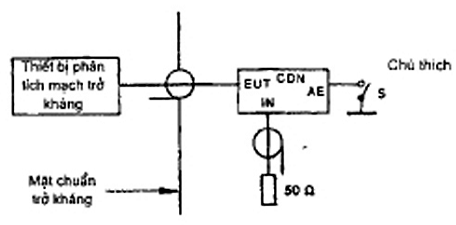 Thiết bị phân
tích mạch trở
kháng
EUT CDN
AE
IN
Chú thích
S
50 Ω
Mặt chuẩn
trở kháng